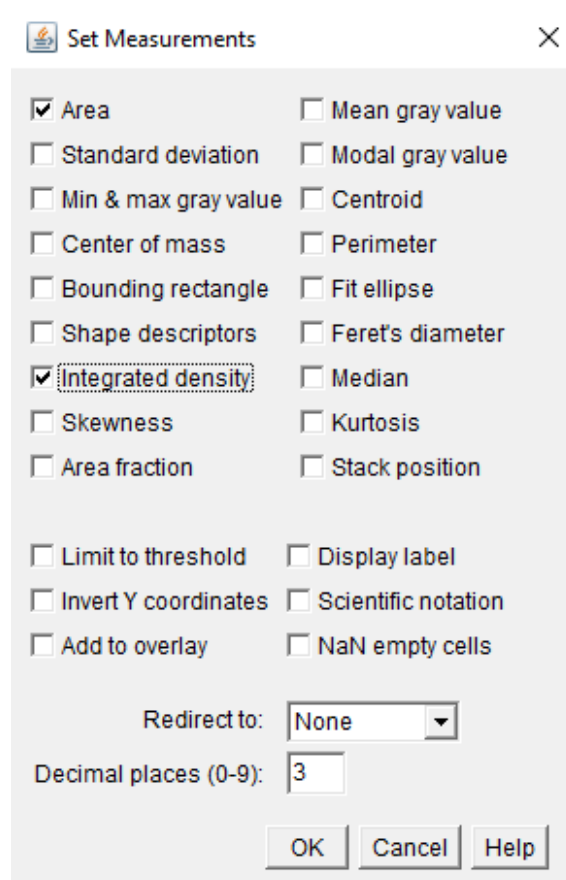 Set Measurements
Area Mean gray value
Standard deviation Modal gray value
Min & max gray value Centroid
Center of mass Perimeter
Bounding rectangle Fit ellipse
Shape descriptors Feret's diameter
Integrated density Median
Skewness Kurtosis
Area fraction Stack position
Limit to threshold Display label
Invert Y coordinates Scientific notation
Add to overlay NaN empty cells
Redirect to: None
Decimal places (0-9): 3
OK Cancel Help